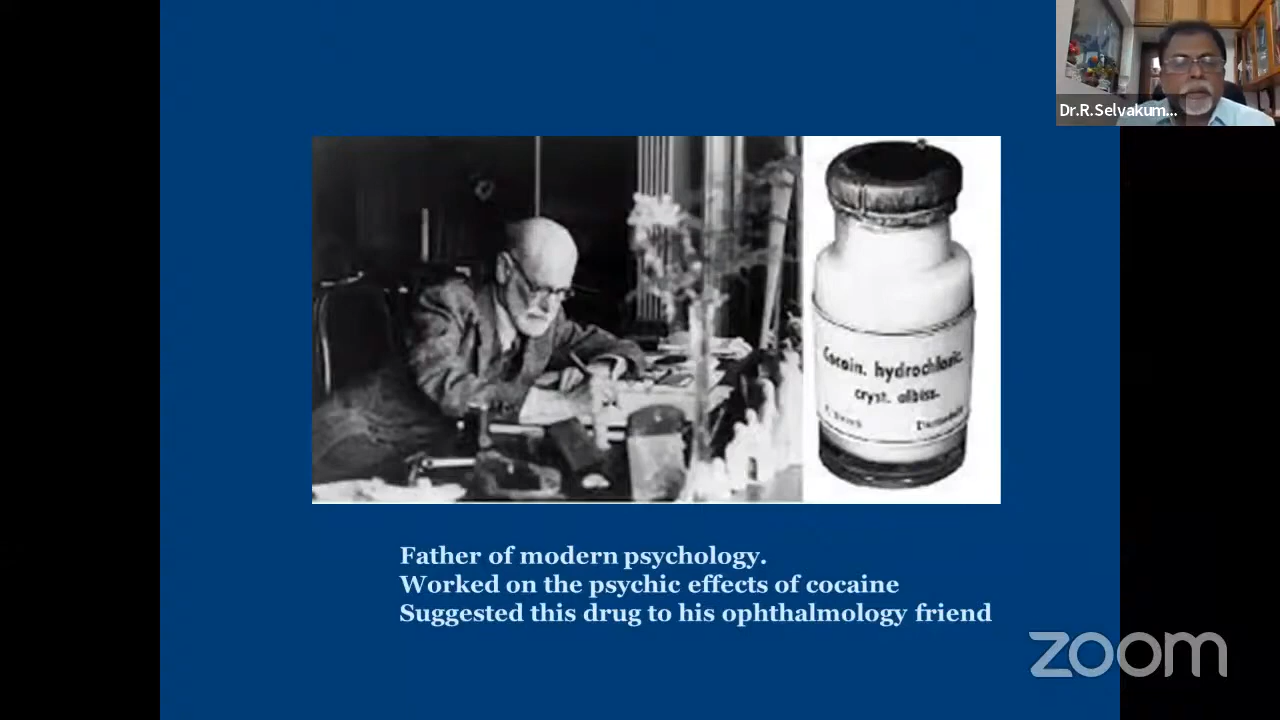 Dr.R.Selvakum...
Cocain. hydrochloric.
cryst. albiss.
Father of modern psychology.
Worked on the psychic effects of cocaine
Suggested this drug to his ophthalmology friend
zoom